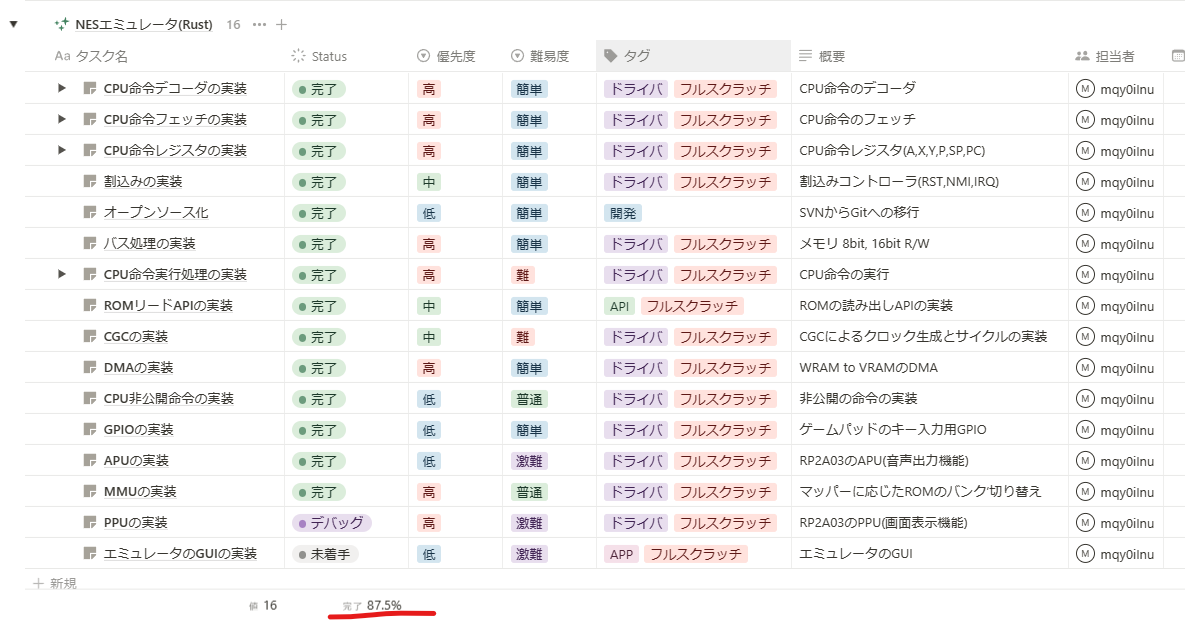 NESエミュレータ(Rust) 16 ··· +
Aa タスク名 Status 優先度 難易度 タグ 概要 担当者
CPU命令デコーダの実装 完了 高 簡単 ドライバ フルスクラッチ CPU命令のデコーダ M mqy0ilnu
CPU命令フェッチの実装 完了 高 簡単 ドライバ フルスクラッチ CPU命令のフェッチ M mqy0ilnu
CPU命令レジスタの実装 完了 高 簡単 ドライバ フルスクラッチ CPU命令レジスタ(A,X,Y,P,SP,PC) M mqy0ilnu
割込みの実装 完了 中 簡単 ドライバ フルスクラッチ 割込みコントローラ(RST,NMI,IRQ) M mqy0ilnu
オープンソース化 完了 低 簡単 開発 SVNからGitへの移行 M mqy0ilnu
バス処理の実装 完了 高 簡単 ドライバ フルスクラッチ メモリ 8bit, 16bit R/W M mqy0ilnu
CPU命令実行処理の実装 完了 高 難 ドライバ フルスクラッチ CPU命令の実行 M mqy0ilnu
ROMリードAPIの実装 完了 中 簡単 API フルスクラッチ ROMの読み出しAPIの実装 M mqy0ilnu
CGCの実装 完了 中 難 ドライバ フルスクラッチ CGCによるクロック生成とサイクルの実装 M mqy0ilnu
DMAの実装 完了 高 簡単 ドライバ フルスクラッチ WRAM to VRAMのDMA M mqy0ilnu
CPU非公開命令の実装 完了 低 普通 ドライバ フルスクラッチ 非公開の命令の実装 M mqy0ilnu
GPIOの実装 完了 低 簡単 ドライバ フルスクラッチ ゲームパッドのキー入力用GPIO M mqy0ilnu
APUの実装 完了 低 激難 ドライバ フルスクラッチ RP2A03のAPU(音声出力機能) M mqy0ilnu
MMUの実装 完了 高 普通 ドライバ フルスクラッチ マッパーに応じたROMのバンク切り替え M mqy0ilnu
PPUの実装 デバッグ 高 激難 ドライバ フルスクラッチ RP2A03のPPU(画面表示機能) M mqy0ilnu
エミュレータのGUIの実装 未着手 低 激難 APP フルスクラッチ エミュレータのGUI M mqy0ilnu
+ 新規
値 16 完了 87.5%